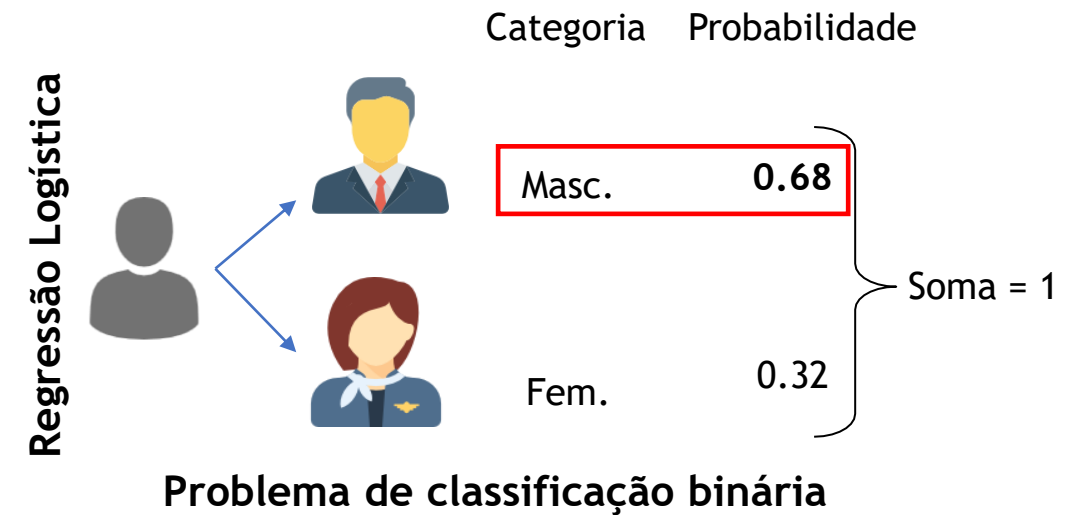 Categoria Probabilidade
Regressão Logística
Masc. 0.68
Soma = 1
Fem. 0.32
Problema de classificação binária